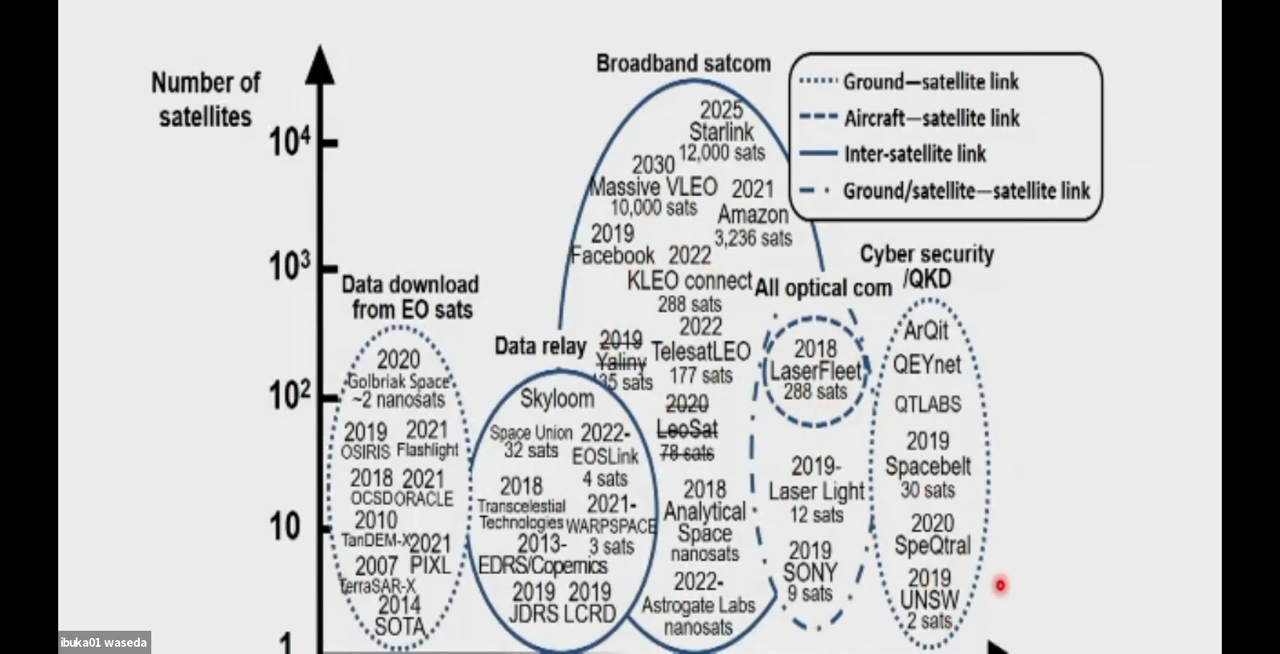 Number of
satellites
10⁴
10³
10²
10
1
Broadband satcom
2025
Starlink
12,000 sats
2030
Massive VLEO
10,000 sats
2021
Amazon
3,236 sats
2019
Facebook
2022
KLEO connect
288 sats
2019
Yaliny
135 sats
2022
TelesatLEO
177 sats
2020
LeoSat
78 sats
2018
Analytical
Space
nanosats
2022-
Astrogate Labs
nanosats
Ground—satellite link
Aircraft—satellite link
Inter-satellite link
Ground/satellite—satellite link
Data download
from EO sats
2020
Golbriak Space
~2 nanosats
2019
OSIRIS
2021
Flashlight
2018
OCSD
2021
ORACLE
2010
TanDEM-X
2021
PIXL
2007
TerraSAR-X
2014
SOTA
Data relay
Skyloom
Space Union
32 sats
2022-
EOSLink
4 sats
2018
Transcelestial
Technologies
2021-
WARPSPACE
3 sats
2013-
EDRS/Copernics
2019
JDRS
2019
LCRD
All optical com
2018
LaserFleet
288 sats
2019-
Laser Light
12 sats
2019
SONY
9 sats
Cyber security
/QKD
ArQit
QEYnet
QTLABS
2019
Spacebelt
30 sats
2020
SpeQtral
2019
UNSW
2 sats
ibuka01 waseda